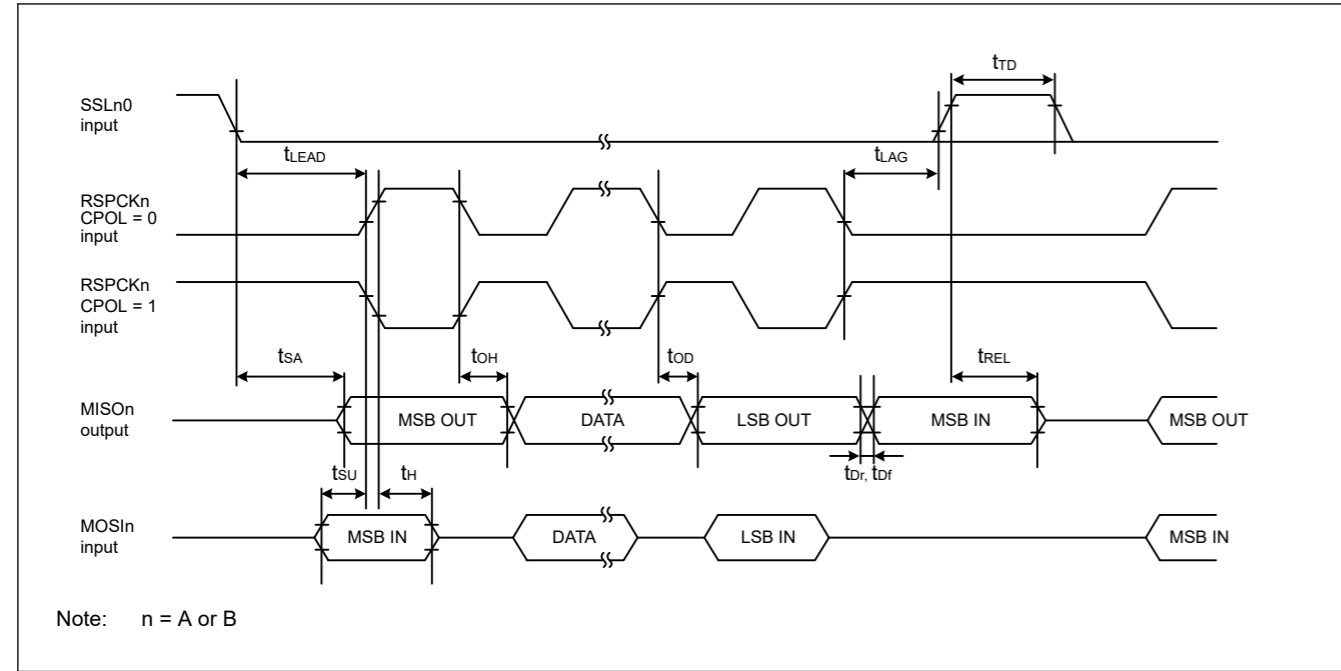 tTD
SSLn0
input
tLEAD
tLAG
RSPCKn
CPOL = 0
input
RSPCKn
CPOL = 1
input
tSA
tOH
tOD
tREL
MISOn
output
MSB OUT
DATA
LSB OUT
MSB IN
MSB OUT
tSU
tH
tDr, tDf
MOSIn
input
MSB IN
DATA
LSB IN
MSB IN
Note: n = A or B